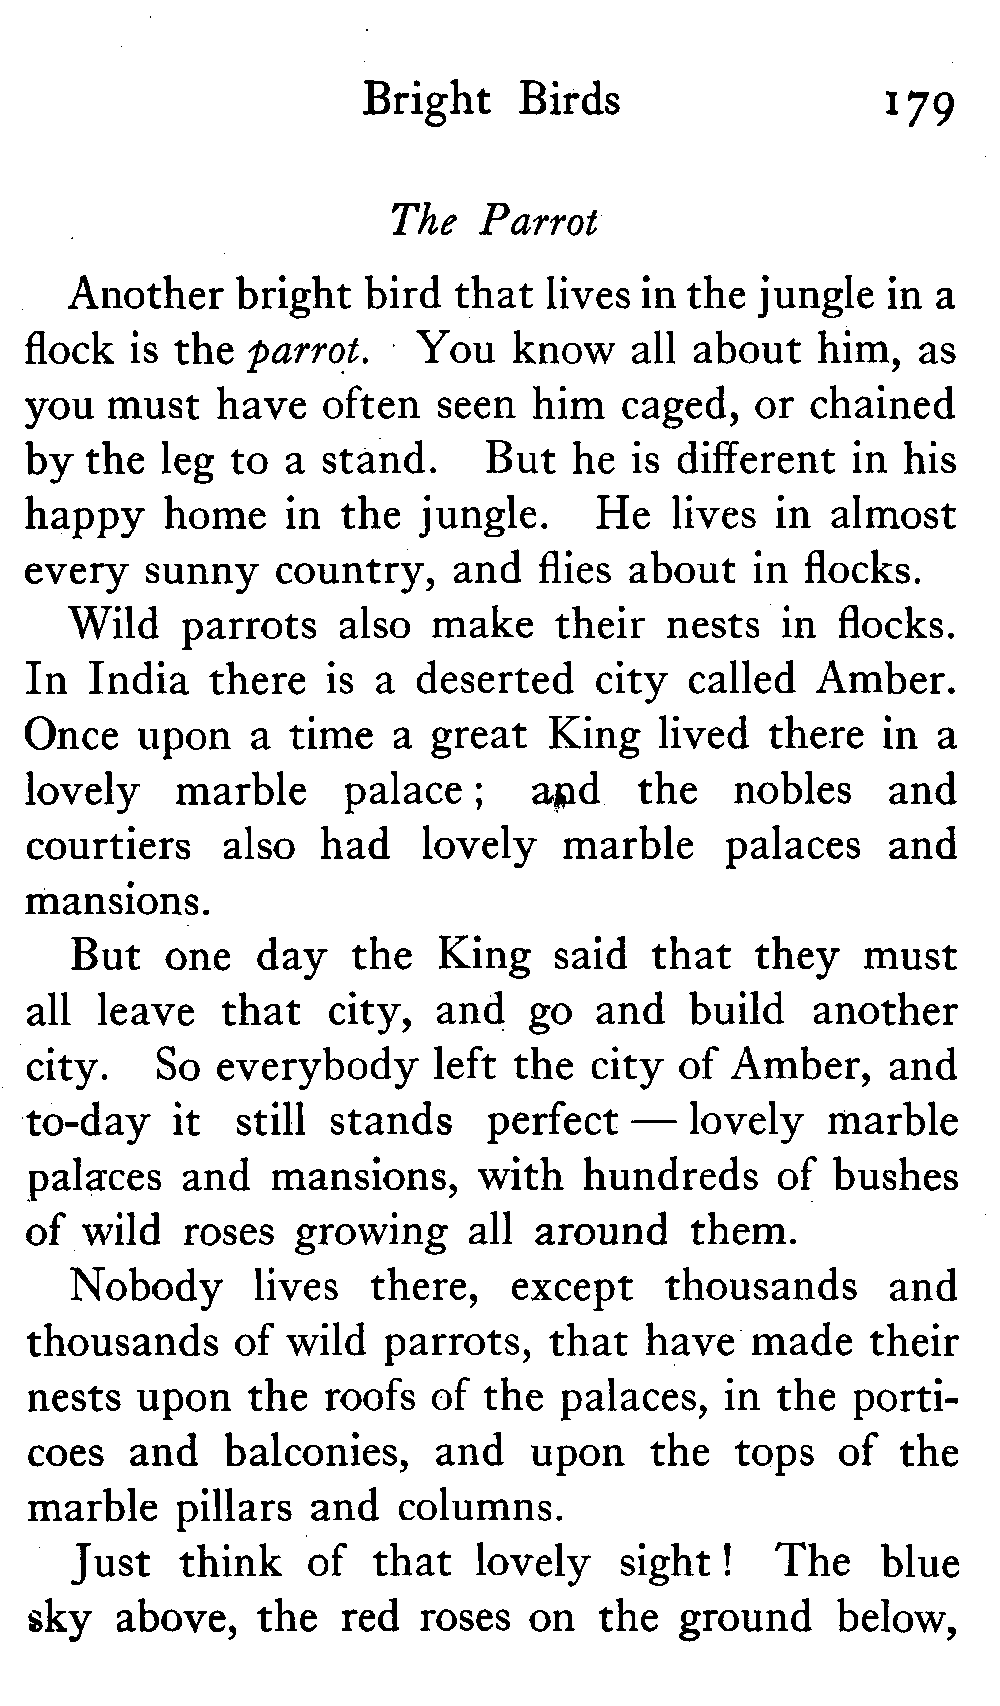 Bright Birds 179
The Parrot
Another bright bird that lives in the jungle in a
flock is the parrot. You know all about him, as
you must have often seen him caged, or chained
by the leg to a stand. But he is different in his
happy home in the jungle. He lives in almost
every sunny country, and flies about in flocks.
Wild parrots also make their nests in flocks.
In India there is a deserted city called Amber.
Once upon a time a great King lived there in a
lovely marble palace; and the nobles and
courtiers also had lovely marble palaces and
mansions.
But one day the King said that they must
all leave that city, and go and build another
city. So everybody left the city of Amber, and
to-day it still stands perfect — lovely marble
palaces and mansions, with hundreds of bushes
of wild roses growing all around them.
Nobody lives there, except thousands and
thousands of wild parrots, that have made their
nests upon the roofs of the palaces, in the porti-
coes and balconies, and upon the tops of the
marble pillars and columns.
Just think of that lovely sight! The blue
sky above, the red roses on the ground below,